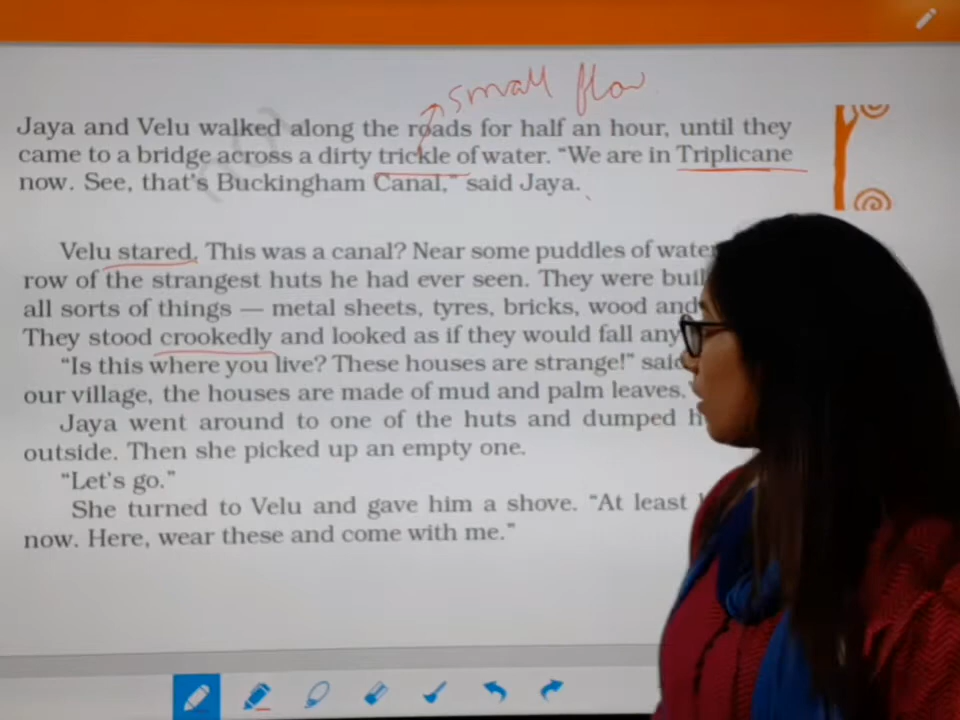 small flow
Jaya and Velu walked along the roads for half an hour, until they
came to a bridge across a dirty trickle of water. “We are in Triplicane
now. See, that’s Buckingham Canal,” said Jaya.
Velu stared. This was a canal? Near some puddles of water
row of the strangest huts he had ever seen. They were
all sorts of things — metal sheets, tyres, bricks, wood and
They stood crookedly and looked as if they would fall any
“Is this where you live? These houses are strange!”
our village, the houses are made of mud and palm leaves.
Jaya went around to one of the huts and dumped
outside. Then she picked up an empty one.
“Let’s go.”
She turned to Velu and gave him a shove. “At least
now. Here, wear these and come with me.”